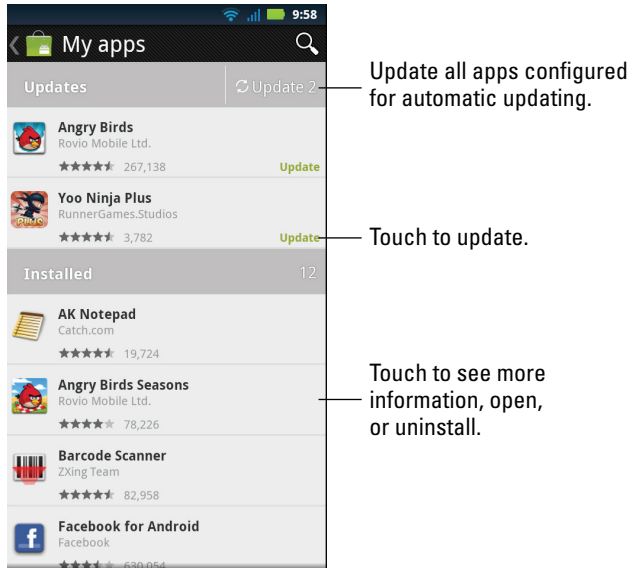 9:58
My apps
Updates
Update 2
Update all apps configured
for automatic updating.
Angry Birds
Rovio Mobile Ltd.
267,138
Update
Yoo Ninja Plus
RunnerGames.Studios
3,782
Update
Touch to update.
PLUS
Installed
12
AK Notepad
Catch.com
19,724
Angry Birds Seasons
Rovio Mobile Ltd.
78,226
Touch to see more
information, open,
or uninstall.
Barcode Scanner
ZXing Team
82,958
Facebook for Android
Facebook
630,054